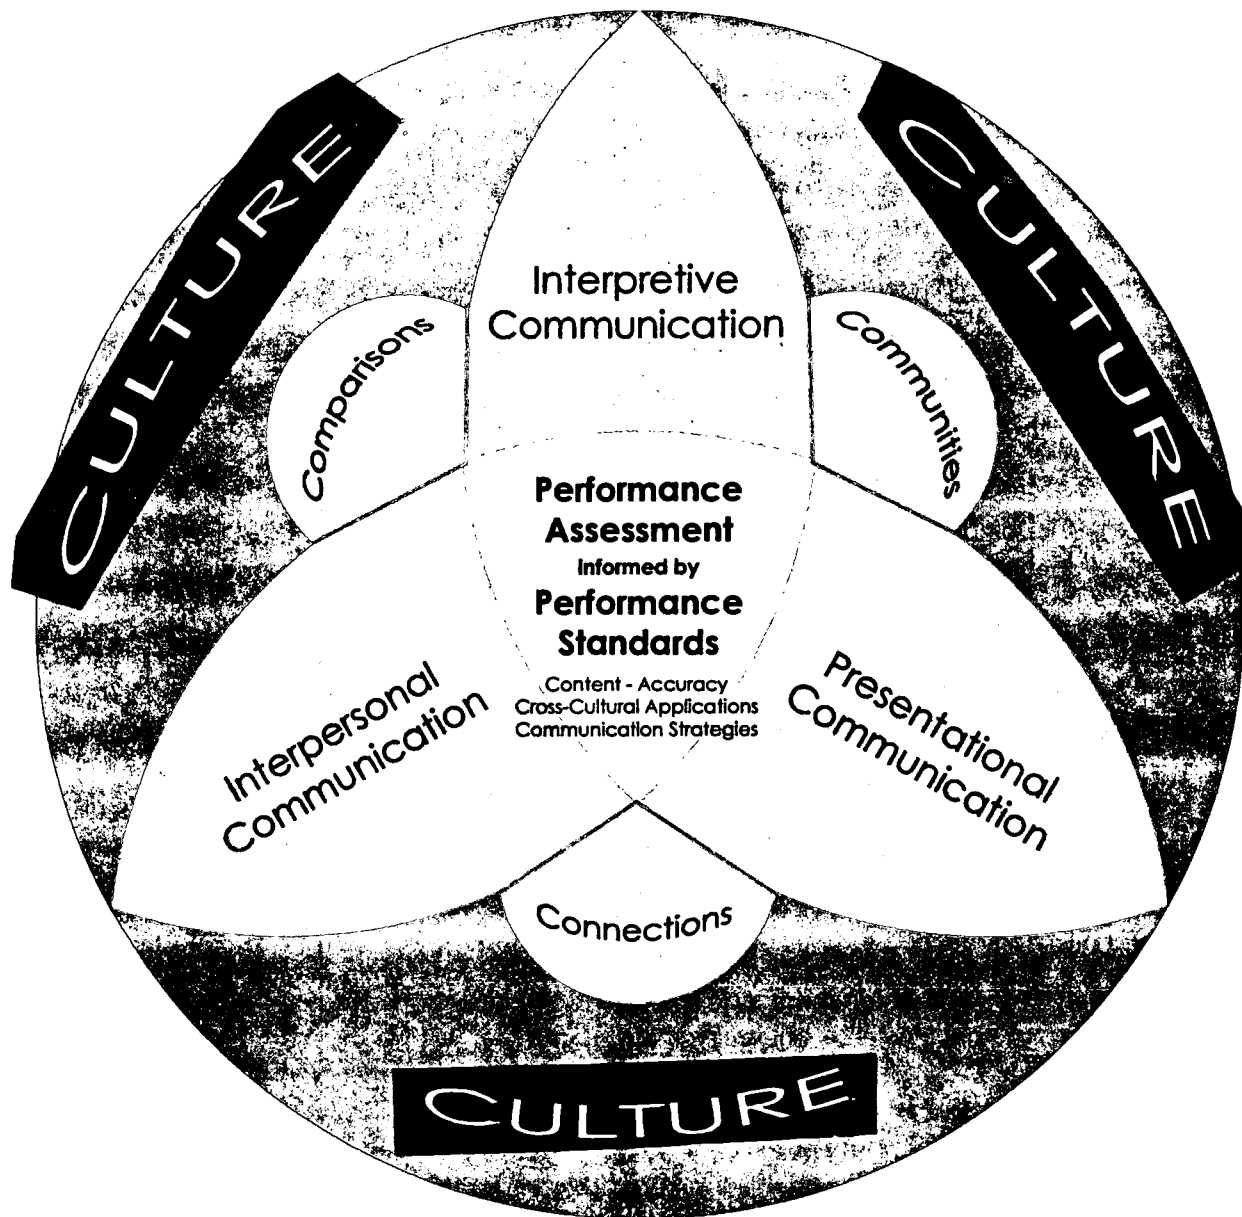 CULTURE
CULTURE
Interpretive
Communication
Comparisons
Communities
Performance
Assessment
Informed by
Performance
Standards
Content - Accuracy
Cross-Cultural Applications
Communication Strategies
Interpersonal
Communication
Presentational
Communication
Connections
CULTURE